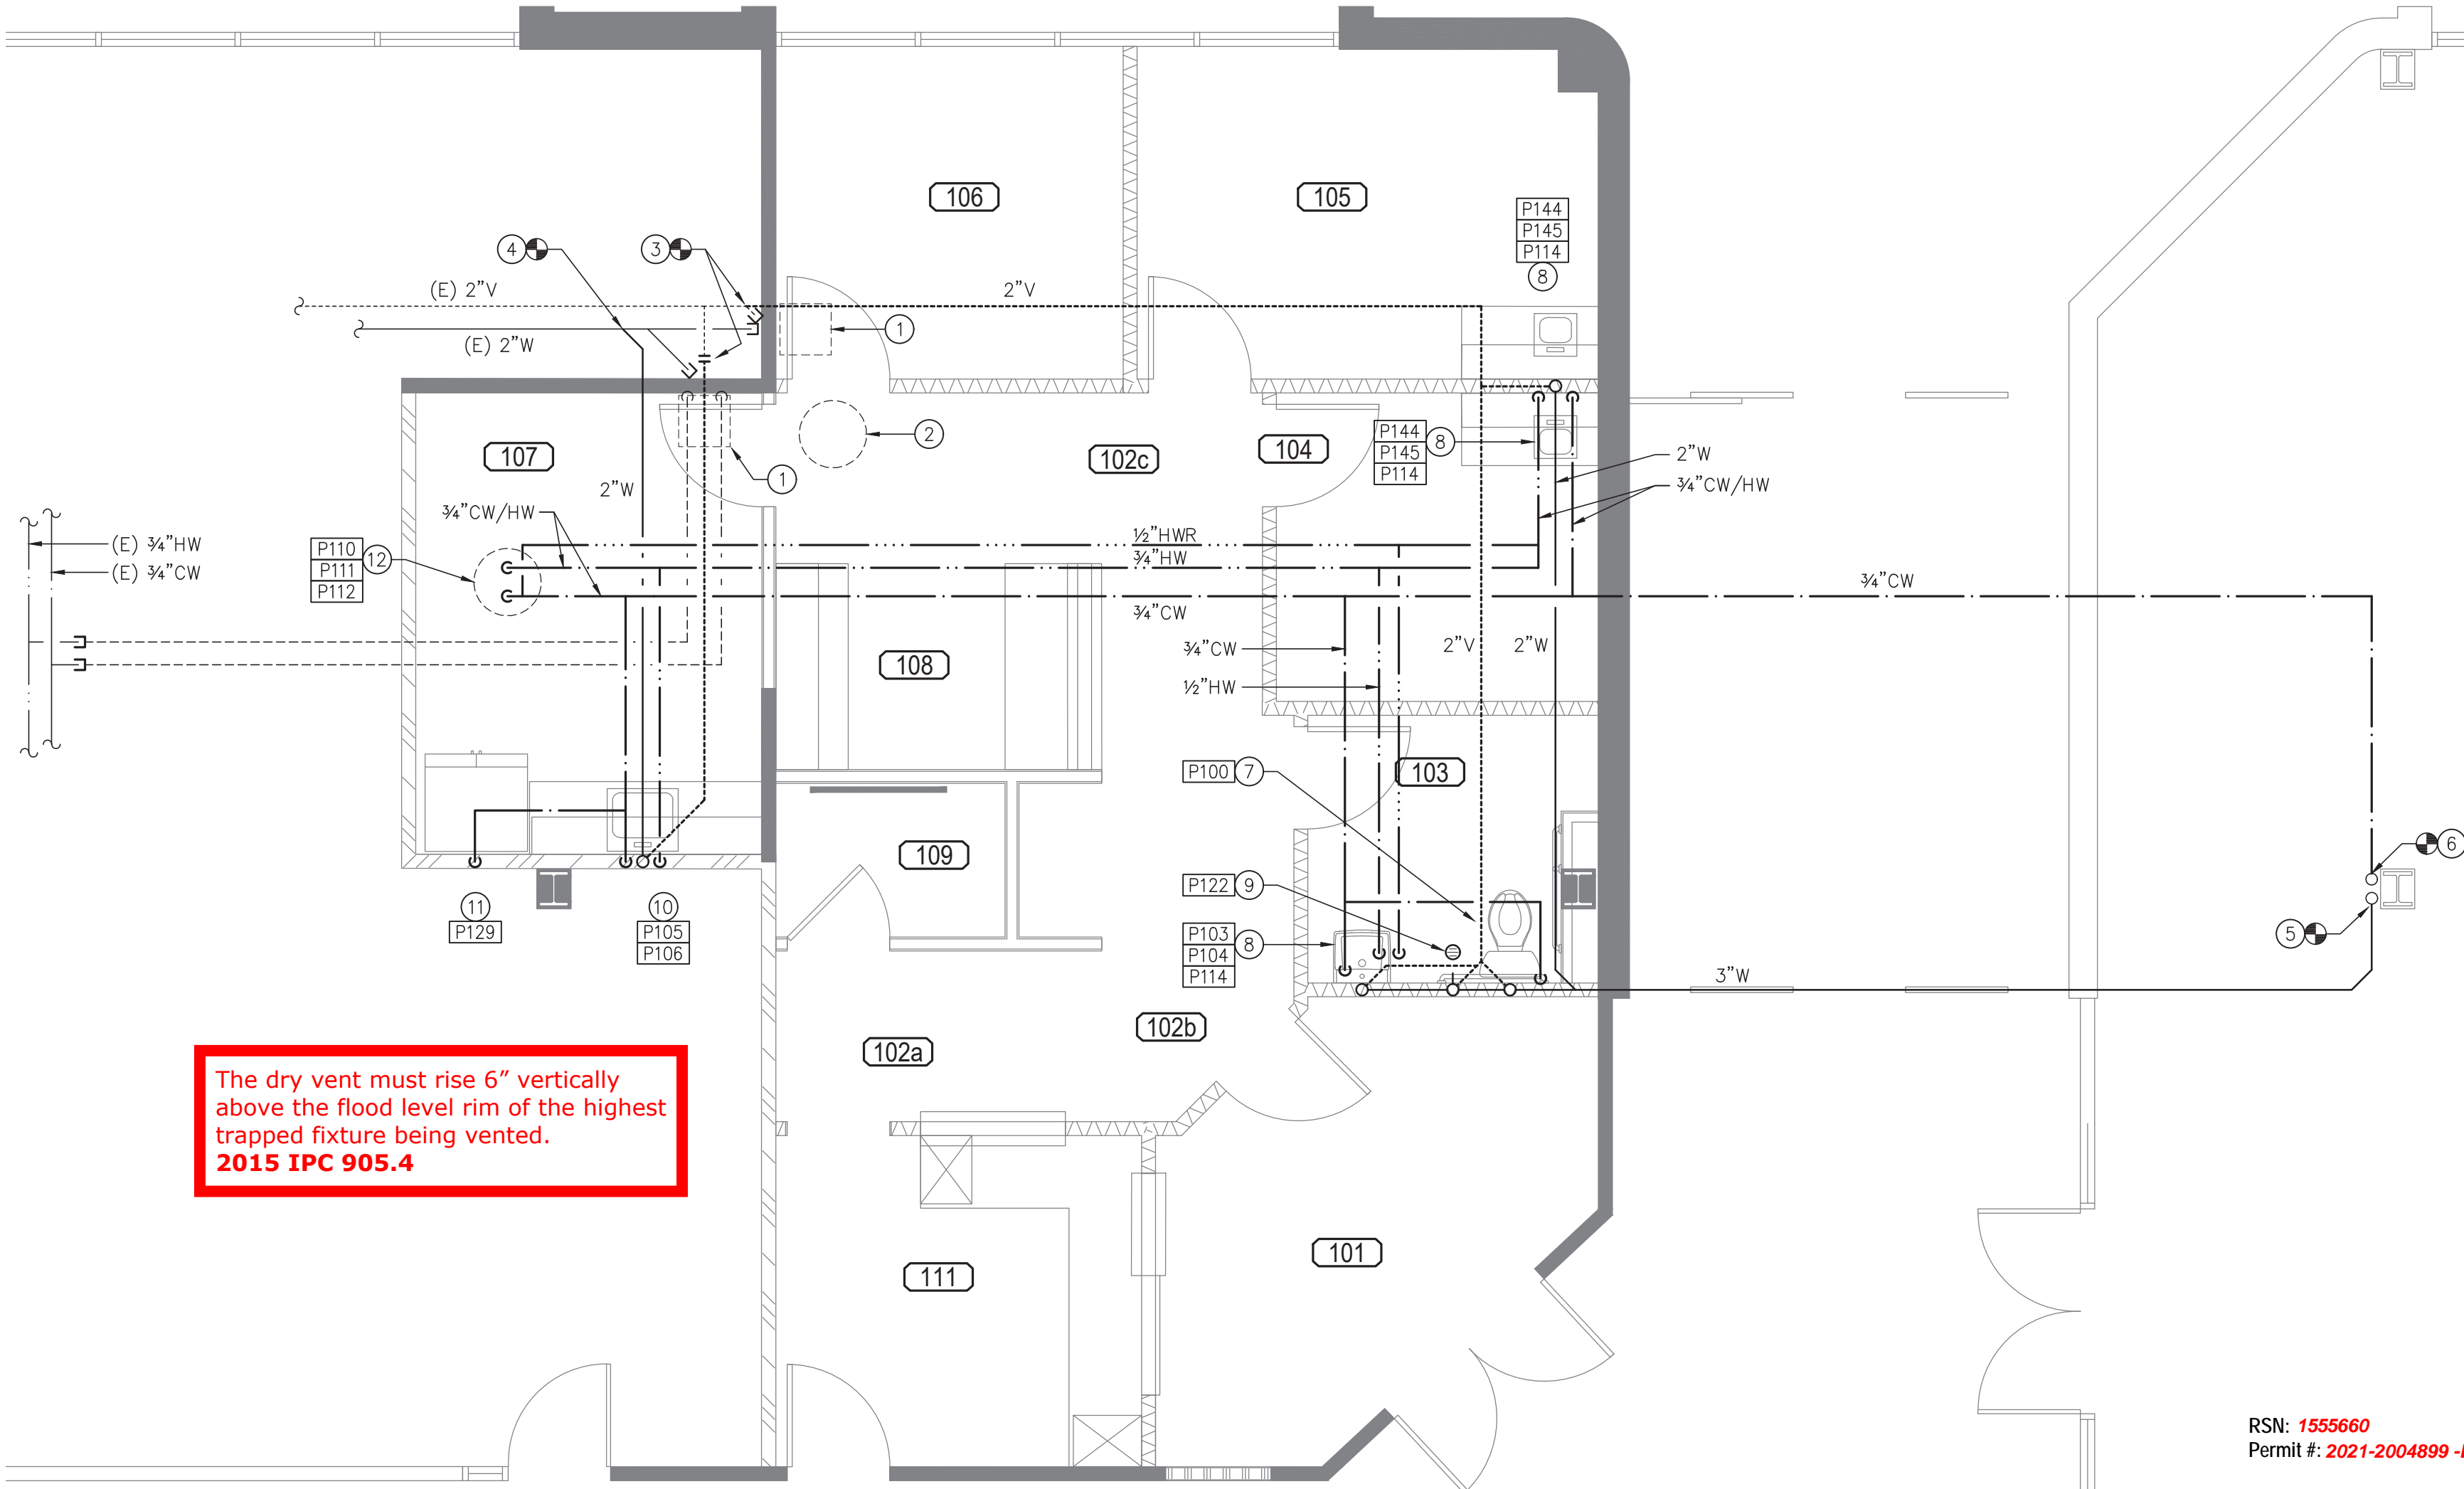 106
105
P144
P145
P114
8
4
3
(E) 2"V
2"V
(E) 2"W
1
2
1
107
102c
104
P144
P145
P114
8
2"W
¾"CW/HW
2"W
¾"CW/HW
(E) ¾"HW
(E) ¾"CW
P110
P111
P112
12
½"HWR
¾"HW
¾"CW
¾"CW
¾"CW
½"HW
2"V
2"W
108
P100
7
103
109
6
P122
9
11
P129
10
P105
P106
P103
P104
P114
8
5
3"W
102b
102a
The dry vent must rise 6” vertically
above the flood level rim of the highest
trapped fixture being vented.
2015 IPC 905.4
111
101
RSN: 1555660
Permit #: 2021-2004899 -